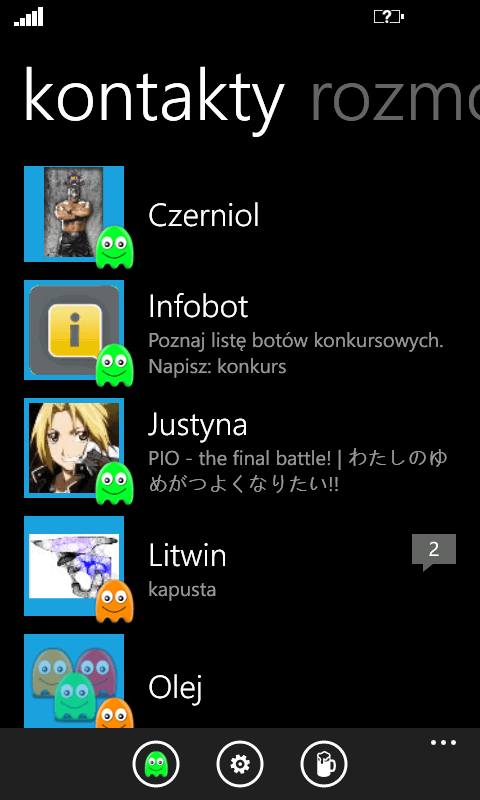 kontakty rozmo
Czerniol
Infobot
Poznaj listę botów konkursowych.
Napisz: konkurs
Justyna
PIO - the final battle! | わたしのゆ
めがつよくなりたい!!
Litwin
2
kapusta
Olej